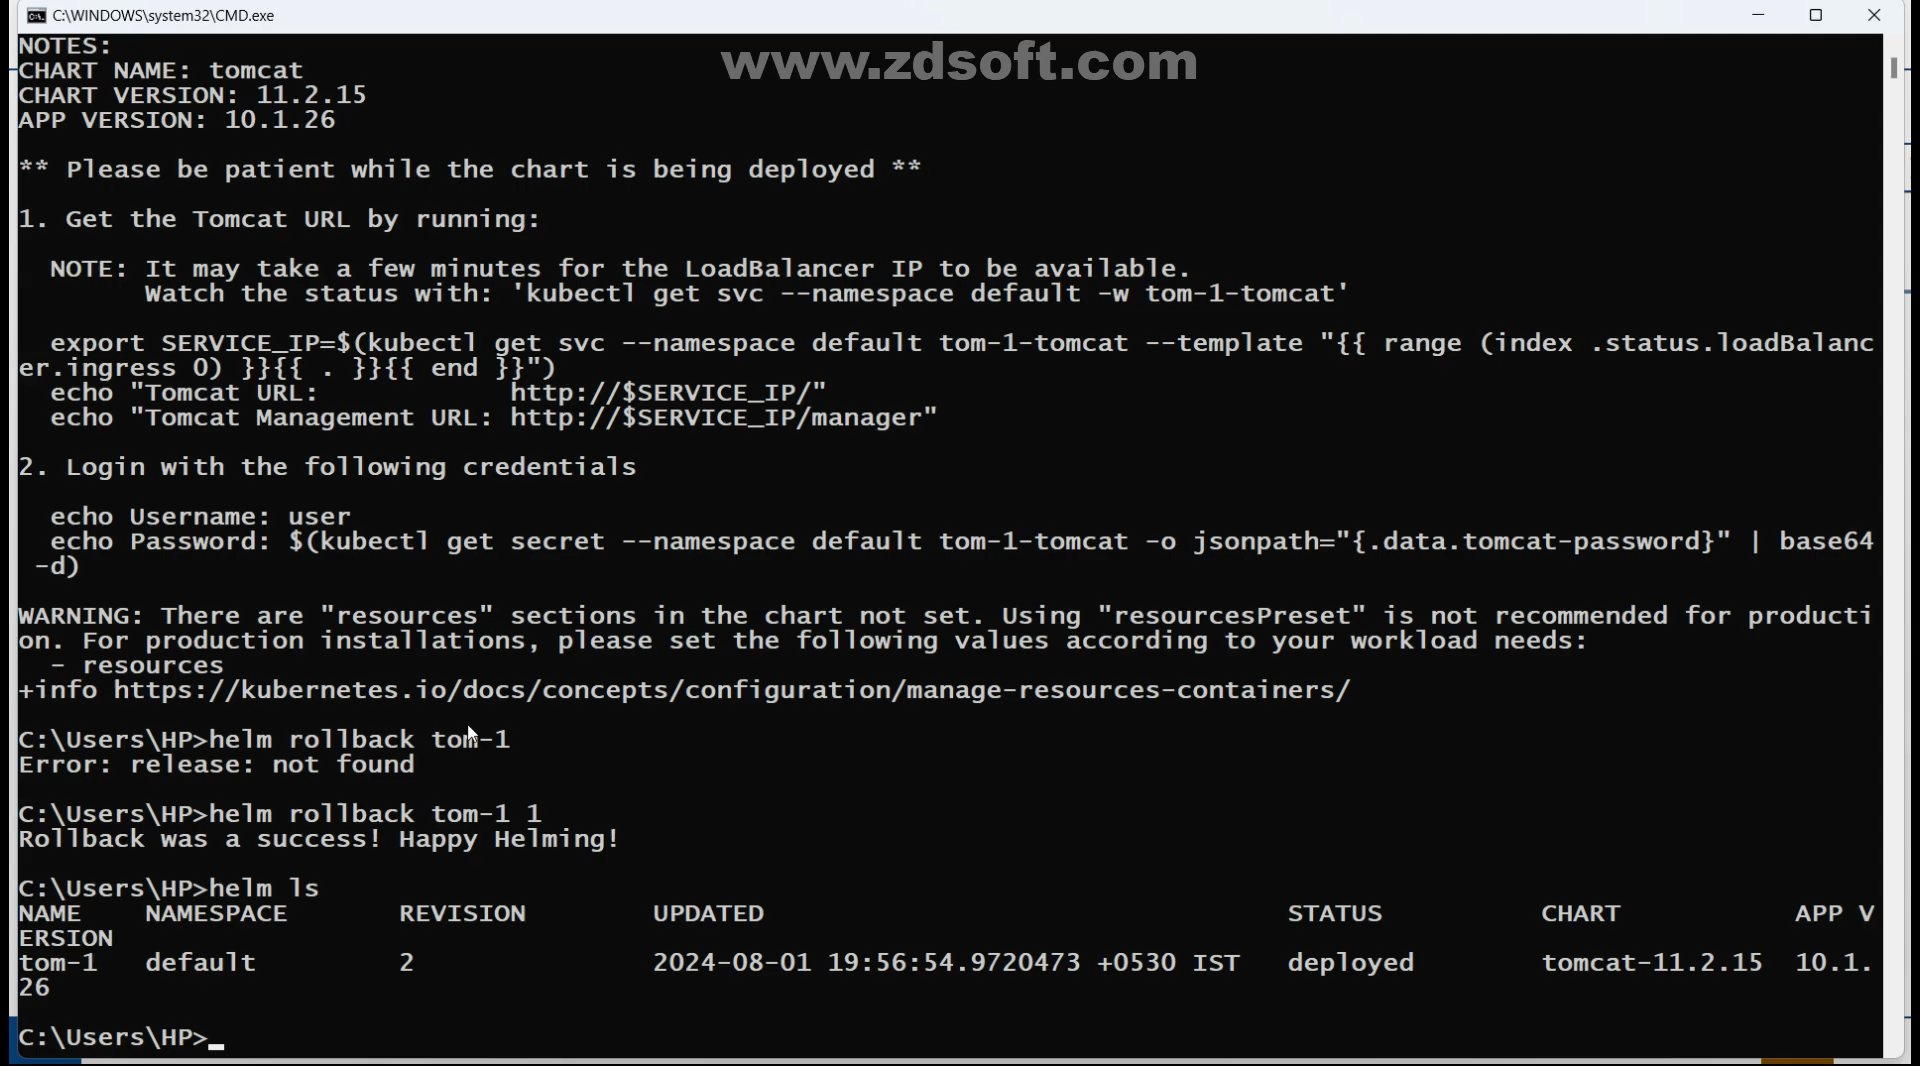 C:\WINDOWS\system32\CMD.exe
www.zdsoft.com
NOTES:
CHART NAME: tomcat
CHART VERSION: 11.2.15
APP VERSION: 10.1.26
** Please be patient while the chart is being deployed **
1. Get the Tomcat URL by running:
NOTE: It may take a few minutes for the LoadBalancer IP to be available.
Watch the status with: 'kubectl get svc --namespace default -w tom-1-tomcat'
export SERVICE_IP=$(kubectl get svc --namespace default tom-1-tomcat --template "{{ range (index .status.loadBalanc
er.ingress 0) }}{{ . }}{{ end }}")
echo "Tomcat URL:            http://$SERVICE_IP/"
echo "Tomcat Management URL: http://$SERVICE_IP/manager"
2. Login with the following credentials
echo Username: user
echo Password: $(kubectl get secret --namespace default tom-1-tomcat -o jsonpath="{.data.tomcat-password}" | base64
-d)
WARNING: There are "resources" sections in the chart not set. Using "resourcesPreset" is not recommended for producti
on. For production installations, please set the following values according to your workload needs:
- resources
+info https://kubernetes.io/docs/concepts/configuration/manage-resources-containers/
C:\Users\HP>helm rollback tom-1
Error: release: not found
C:\Users\HP>helm rollback tom-1 1
Rollback was a success! Happy Helming!
C:\Users\HP>helm ls
NAME    NAMESPACE       REVISION        UPDATED                                 STATUS          CHART           APP V
ERSION
tom-1   default         2               2024-08-01 19:56:54.9720473 +0530 IST   deployed        tomcat-11.2.15  10.1.
26
C:\Users\HP>_